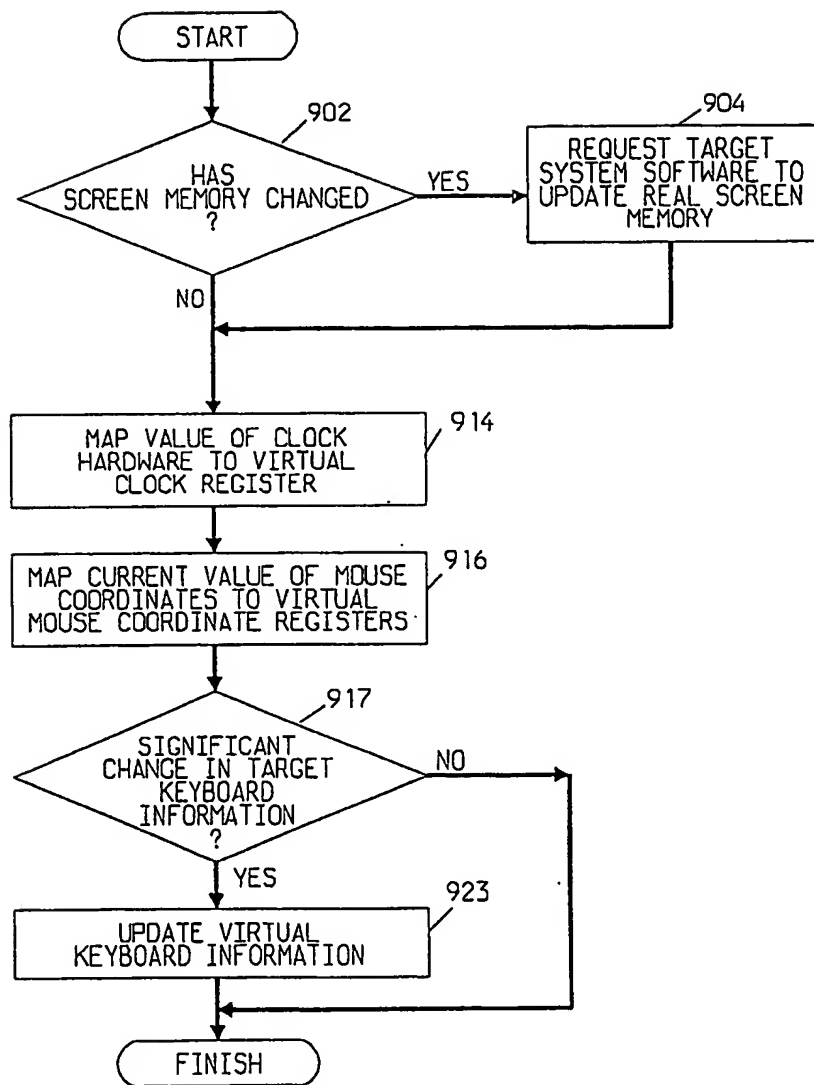 START
902
HAS
SCREEN MEMORY CHANGED
?
YES
904
REQUEST TARGET
SYSTEM SOFTWARE TO
UPDATE REAL SCREEN
MEMORY
NO
MAP VALUE OF CLOCK
HARDWARE TO VIRTUAL
CLOCK REGISTER
914
MAP CURRENT VALUE OF MOUSE
COORDINATES TO VIRTUAL
MOUSE COORDINATE REGISTERS
916
917
SIGNIFICANT
CHANGE IN TARGET
KEYBOARD
INFORMATION
?
NO
YES
923
UPDATE VIRTUAL
KEYBOARD INFORMATION
FINISH